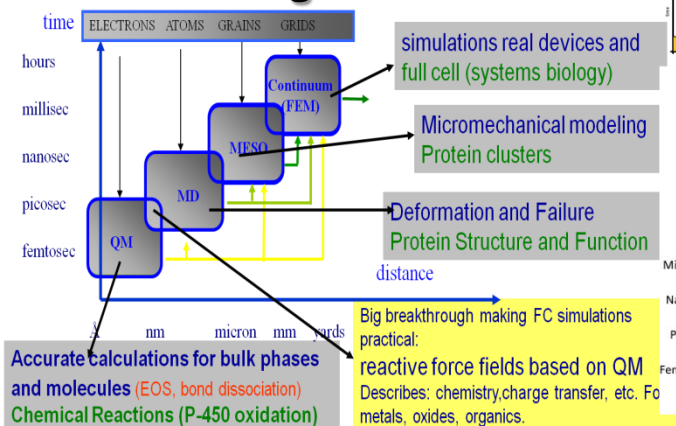 time
ELECTRONS ATOMS GRAINS GRIDS
hours
millisec
nanosec
picosec
femtosec
Continuum
(FEM)
MESO
MD
QM
distance
Å nm micron mm yards
simulations real devices and
full cell (systems biology)
Micromechanical modeling
Protein clusters
Deformation and Failure
Protein Structure and Function
Accurate calculations for bulk phases
and molecules (EOS, bond dissociation)
Chemical Reactions (P-450 oxidation)
Big breakthrough making FC simulations
practical:
reactive force fields based on QM
Describes: chemistry,charge transfer, etc. Fo
metals, oxides, organics.
Mi
Na
P
Fem